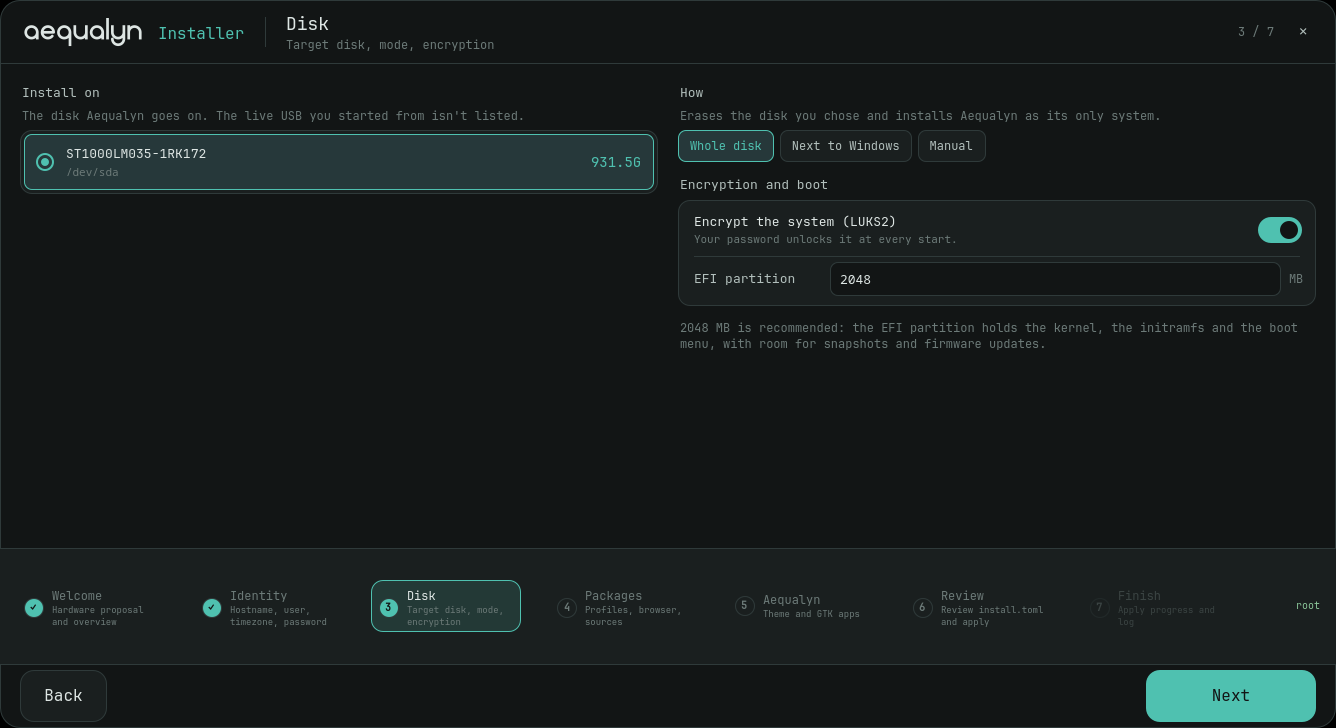 aequalyn Installer
Disk
Target disk, mode, encryption
3 / 7
×
Install on
The disk Aequalyn goes on. The live USB you started from isn't listed.
ST1000LM035-1RK172
/dev/sda
931.5G
How
Erases the disk you chose and installs Aequalyn as its only system.
Whole disk
Next to Windows
Manual
Encryption and boot
Encrypt the system (LUKS2)
Your password unlocks it at every start.
EFI partition
2048
MB
2048 MB is recommended: the EFI partition holds the kernel, the initramfs and the boot
menu, with room for snapshots and firmware updates.
Welcome
Hardware proposal
and overview
Identity
Hostname, user,
timezone, password
3
Disk
Target disk, mode,
encryption
4
Packages
Profiles, browser,
sources
5
Aequalyn
Theme and GTK apps
6
Review
Review install.toml
and apply
7
Finish
Apply progress and
log
root
Back
Next